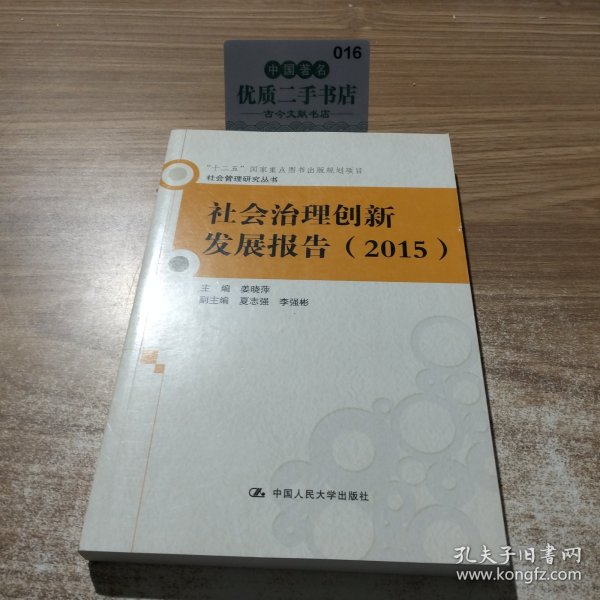 016
中国著名
优质二手书店
古今文献书店
“十二五”国家重点图书出版规划项目
社会管理研究丛书
社会治理创新
发展报告（2015）
主 编 姜晓萍
副主编 夏志强 李强彬
中国人民大学出版社
孔夫子旧书网
www.kongfz.com